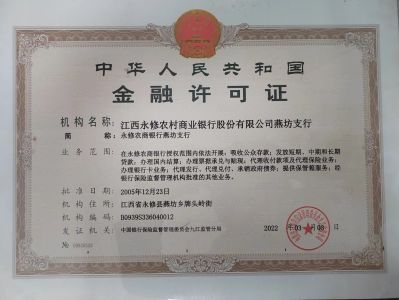 中华人民共和国
金融许可证
机构名称：江西永修农村商业银行股份有限公司燕坊支行
简 称：永修农商银行燕坊支行
业务范围：在永修农商银行授权范围内依法开展：吸收公众存款；发放短期、中期和长期
贷款；办理国内结算；办理票据承兑与贴现；代理收付款项及代理保险业务；
办理银行卡业务；代理发行、代理兑付、承销政府债券；提供保管箱服务；经
银行保险监督管理机构批准的其他业务。
批准日期：2005年12月23日
机构住所：江西省永修县燕坊乡牌头岭街
机构编码：B0939S336040012
发证机关：中国银行保险监督管理委员会九江监管分局
2022 年 03 月 08 日
No